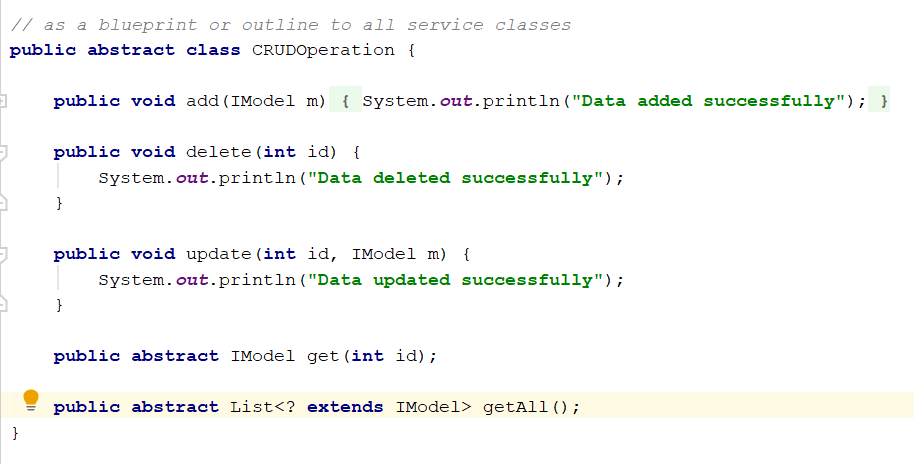 // as a blueprint or outline to all service classes
public abstract class CRUDOperation {
public void add(IModel m) { System.out.println("Data added successfully"); }
public void delete(int id) {
System.out.println("Data deleted successfully");
}
public void update(int id, IModel m) {
System.out.println("Data updated successfully");
}
public abstract IModel get(int id);
public abstract List<? extends IModel> getAll();
}